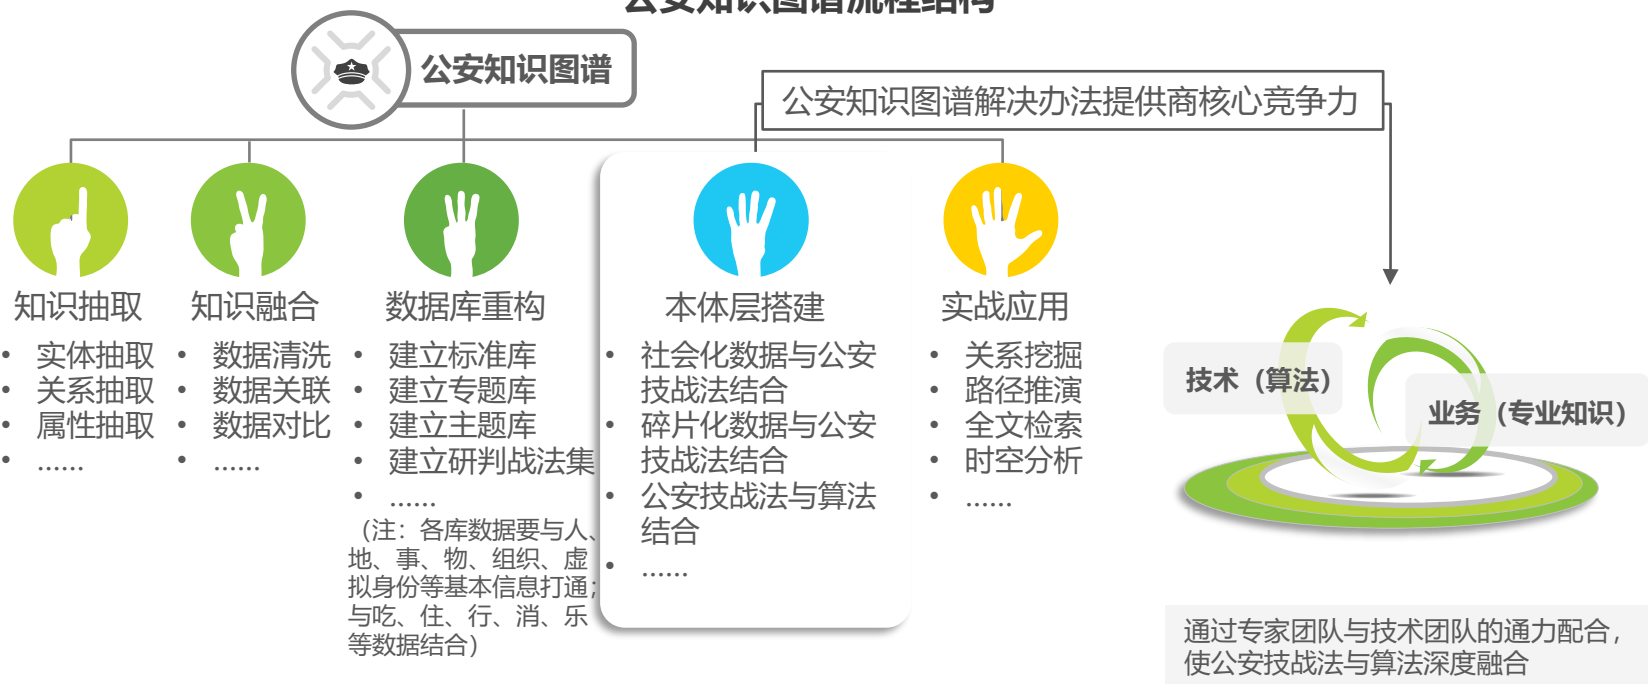 公安知识图谱流程结构
公安知识图谱
公安知识图谱解决办法提供商核心竞争力
知识抽取
• 实体抽取
• 关系抽取
• 属性抽取
• ……
知识融合
• 数据清洗
• 数据关联
• 数据对比
• ……
数据库重构
• 建立标准库
• 建立专题库
• 建立主题库
• 建立研判战法集
• ……
（注：各库数据要与人、
地、事、物、组织、虚
拟身份等基本信息打通；
与吃、住、行、消、乐
等数据结合）
本体层搭建
• 社会化数据与公安
技战法结合
• 碎片化数据与公安
技战法结合
• 公安技战法与算法
结合
• ……
实战应用
• 关系挖掘
• 路径推演
• 全文检索
• 时空分析
• ……
技术（算法）
业务（专业知识）
通过专家团队与技术团队的通力配合，
使公安技战法与算法深度融合